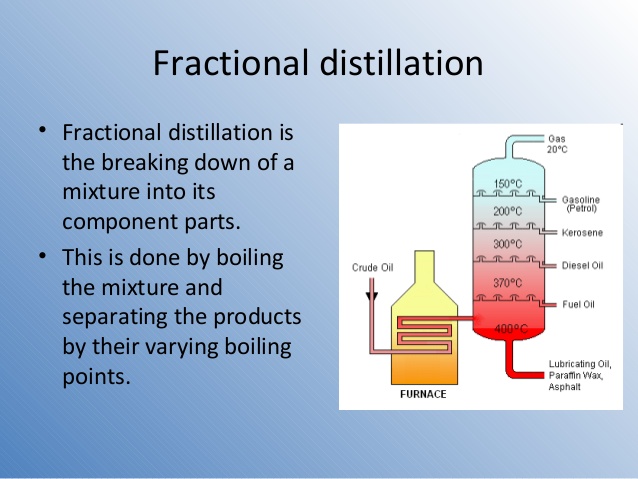 Fractional distillation
• Fractional distillation is
the breaking down of a
mixture into its
component parts.
• This is done by boiling
the mixture and
separating the products
by their varying boiling
points.
Gas
20°C
150°C
Gasoline
(Petrol)
200°C
Kerosene
300°C
Diesel Oil
370°C
Fuel Oil
400°C
Crude Oil
FURNACE
Lubricating Oil,
Paraffin Wax,
Asphalt